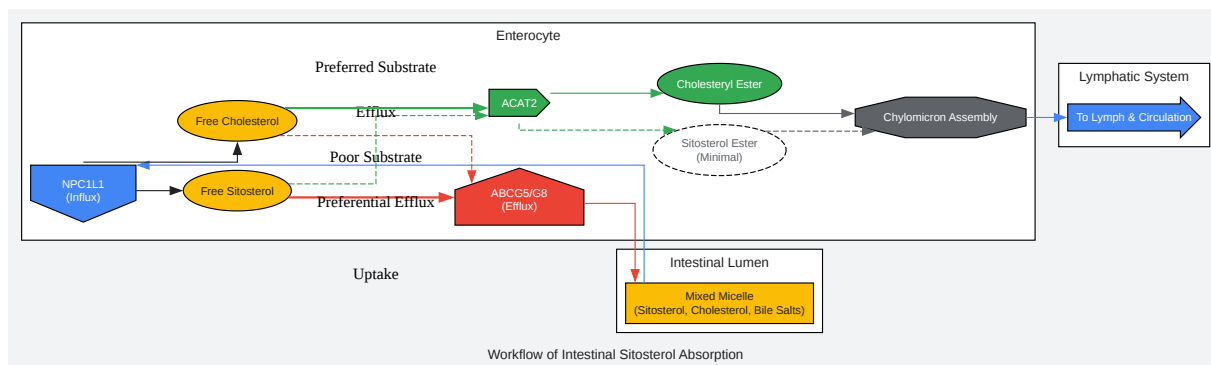 Enterocyte
Preferred Substrate
Cholesteryl Ester
Lymphatic System
ACAT2
Efflux
Free Cholesterol
Chylomicron Assembly
To Lymph & Circulation
Sitosterol Ester
(Minimal)
Poor Substrate
NPC1L1
(Influx)
Free Sitosterol
ABCG5/G8
(Efflux)
Preferential Efflux
Intestinal Lumen
Uptake
Mixed Micelle
(Sitosterol, Cholesterol, Bile Salts)
Workflow of Intestinal Sitosterol Absorption